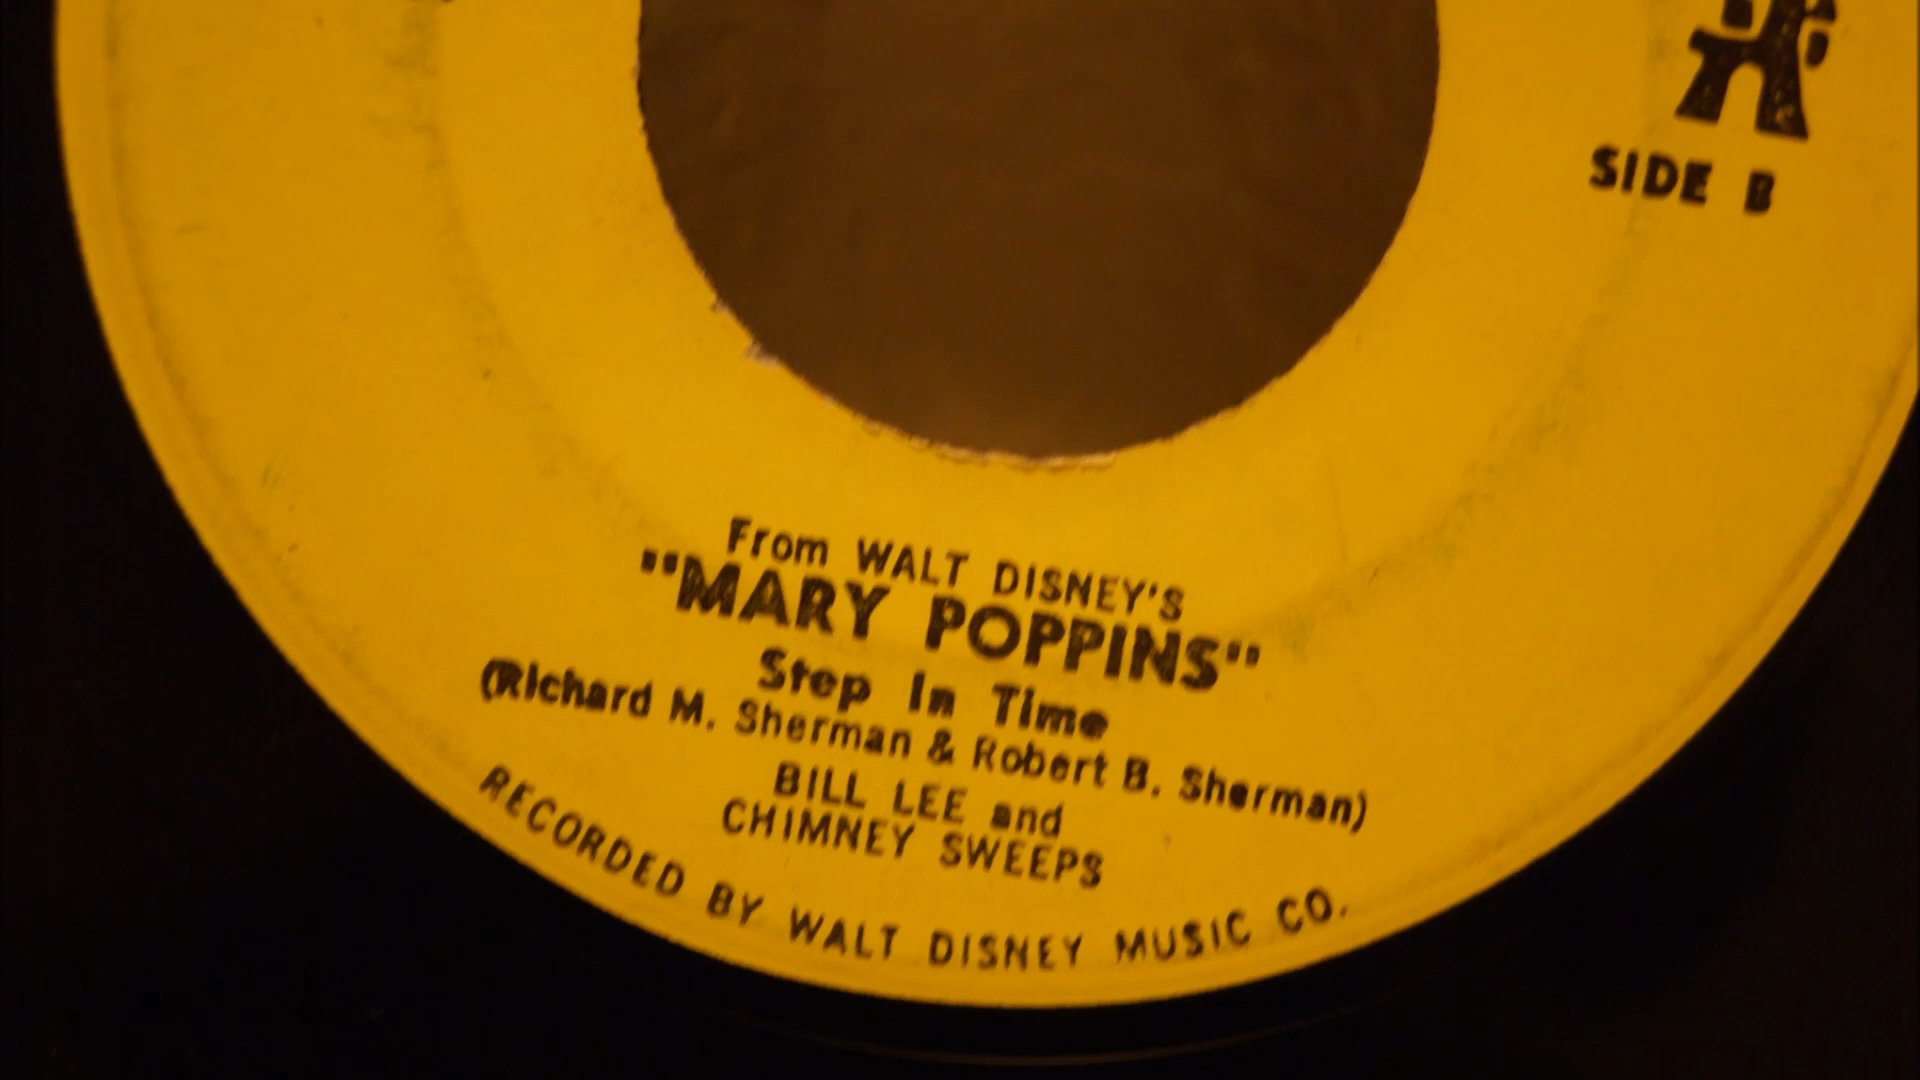 SIDE B
From WALT DISNEY'S
"MARY POPPINS"
Step In Time
(Richard M. Sherman & Robert B. Sherman)
BILL LEE and
CHIMNEY SWEEPS
RECORDED BY WALT DISNEY MUSIC CO.